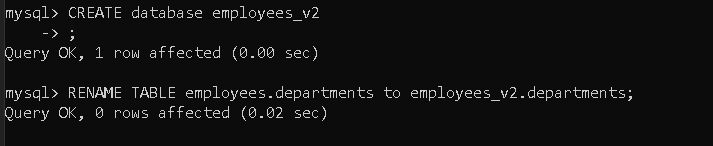 mysql> CREATE database employees_v2
    -> ;
Query OK, 1 row affected (0.00 sec)
mysql> RENAME TABLE employees.departments to employees_v2.departments;
Query OK, 0 rows affected (0.02 sec)